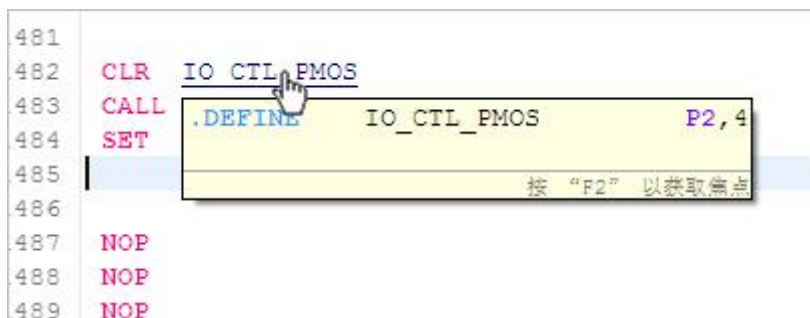 481
482 CLR IO_CTL_PMOS
483 CALL
.DEFINE IO_CTL_PMOS P2,4
484 SET
485
按 “F2” 以获取焦点
486
487 NOP
488 NOP
489 NOP